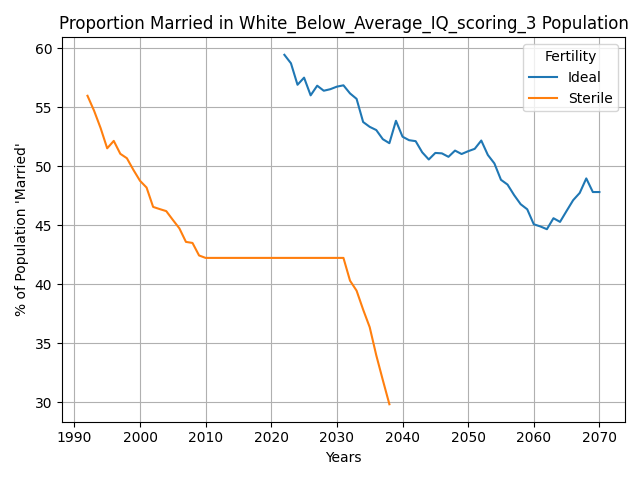 Proportion Married in White_Below_Average_IQ_scoring_3 Population
60
55
50
45
40
35
30
% of Population 'Married'
Fertility
Ideal
Sterile
1990 2000 2010 2020 2030 2040 2050 2060 2070
Years